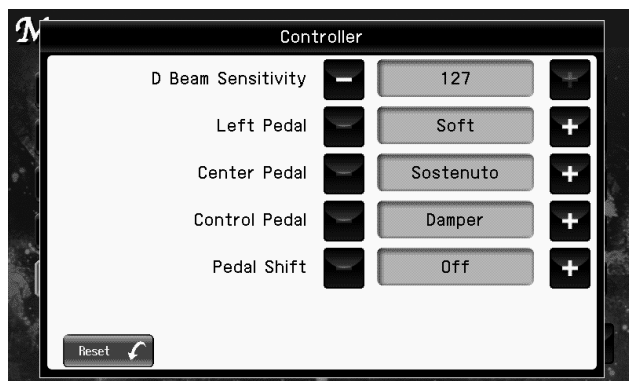 M
Controller
D Beam Sensitivity - 127 +
Left Pedal - Soft +
Center Pedal - Sostenuto +
Control Pedal - Damper +
Pedal Shift - Off +
Reset